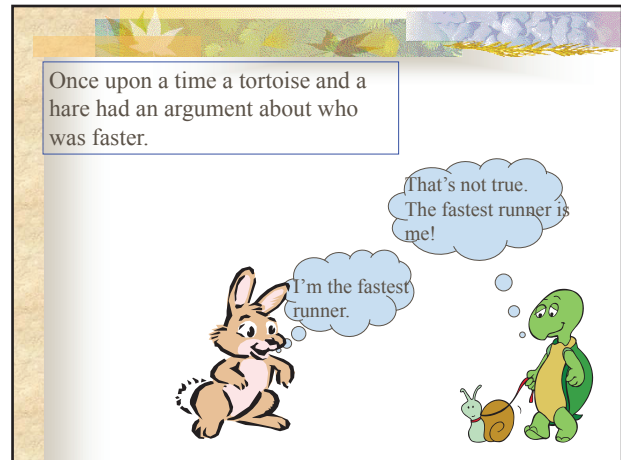 Once upon a time a tortoise and a
hare had an argument about who
was faster.
That’s not true.
The fastest runner is
me!
I’m the fastest
runner.